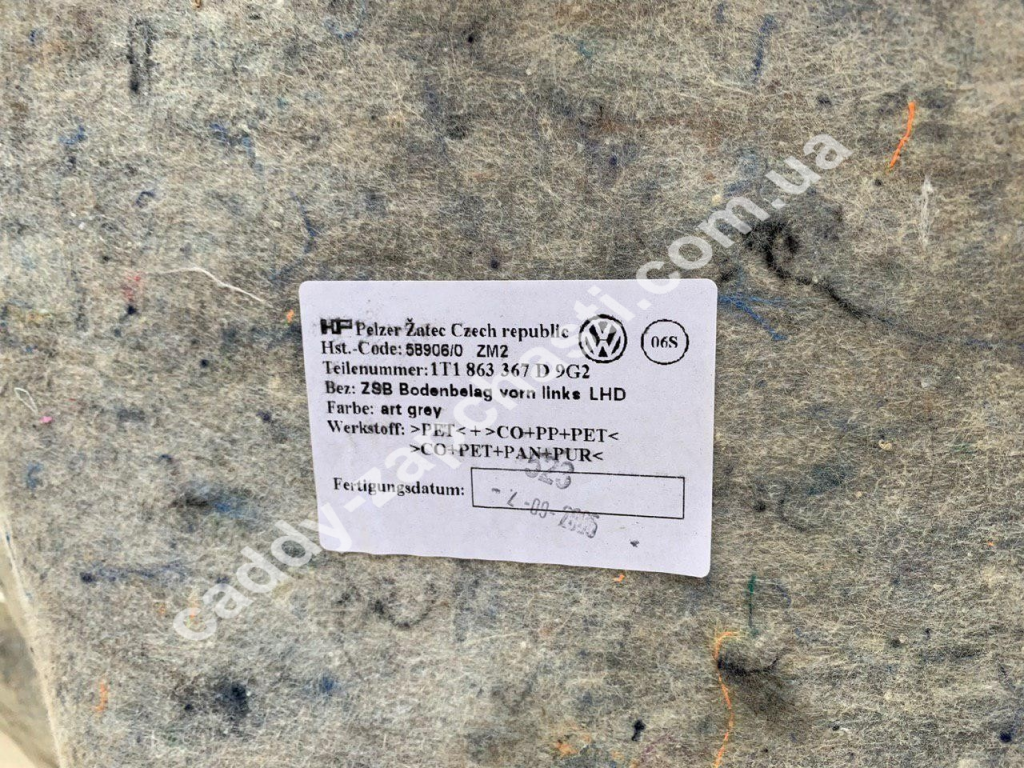 HP Pelzer Žatec Czech republic
06S
Hst.-Code: 58906/0 ZM2
Teilenummer: 1T1 863 367 D 9G2
Bez: ZSB Bodenbelag vorn links LHD
Farbe: art grey
Werkstoff: >PET<+>CO+PP+PET<
>CO+PET+PAN+PUR<
Fertigungsdatum:
caddy-zapchasti.com.ua